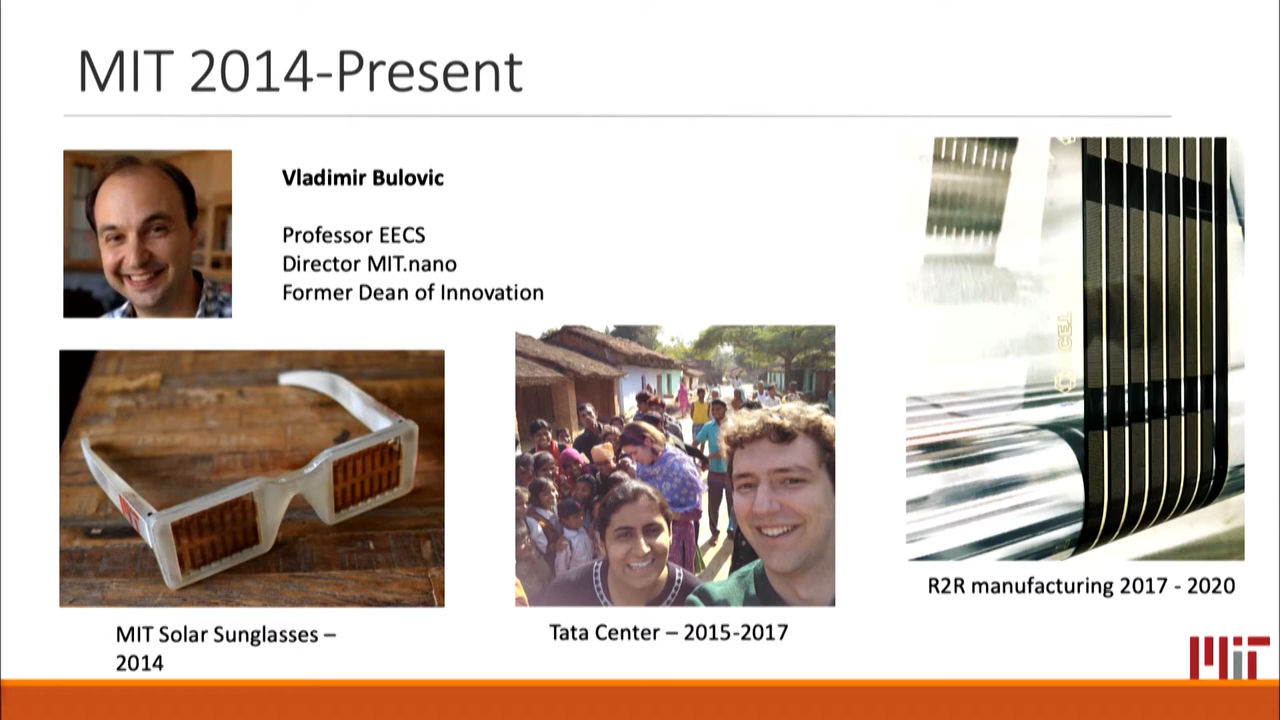 MIT 2014-Present
Vladimir Bulovic
Professor EECS
Director MIT.nano
Former Dean of Innovation
MIT Solar Sunglasses –
2014
Tata Center – 2015-2017
R2R manufacturing 2017 - 2020
MIT